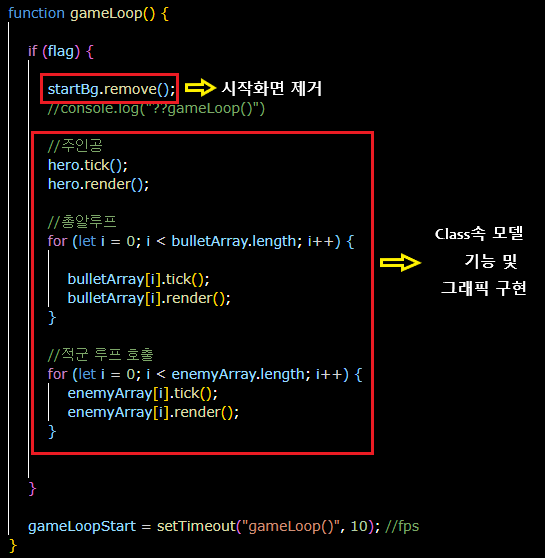 function gameLoop() {
if (flag) {
startBg.remove();
시작화면 제거
//console.log("??gameLoop()")
//주인공
hero.tick();
hero.render();
//총알루프
for (let i = 0; i < bulletArray.length; i++) {
bulletArray[i].tick();
bulletArray[i].render();
}
Class속 모델
기능 및
그래픽 구현
//적군 루프 호출
for (let i = 0; i < enemyArray.length; i++) {
enemyArray[i].tick();
enemyArray[i].render();
}
}
gameLoopStart = setTimeout("gameLoop()", 10); //fps
}